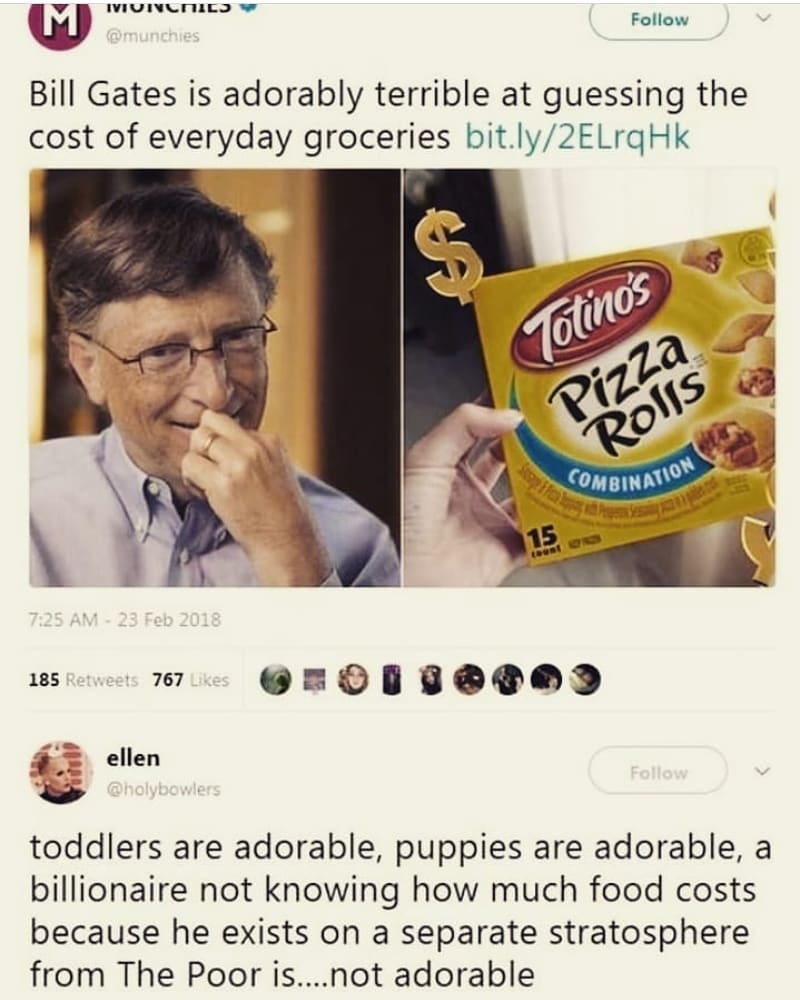 M MUNCHIES
@munchies
Follow
Bill Gates is adorably terrible at guessing the
cost of everyday groceries bit.ly/2ELrqHk
$
Totino's
Pizza
Rolls
COMBINATION
15
count
7:25 AM - 23 Feb 2018
185 Retweets 767 Likes
ellen
@holybowlers
Follow
toddlers are adorable, puppies are adorable, a
billionaire not knowing how much food costs
because he exists on a separate stratosphere
from The Poor is....not adorable